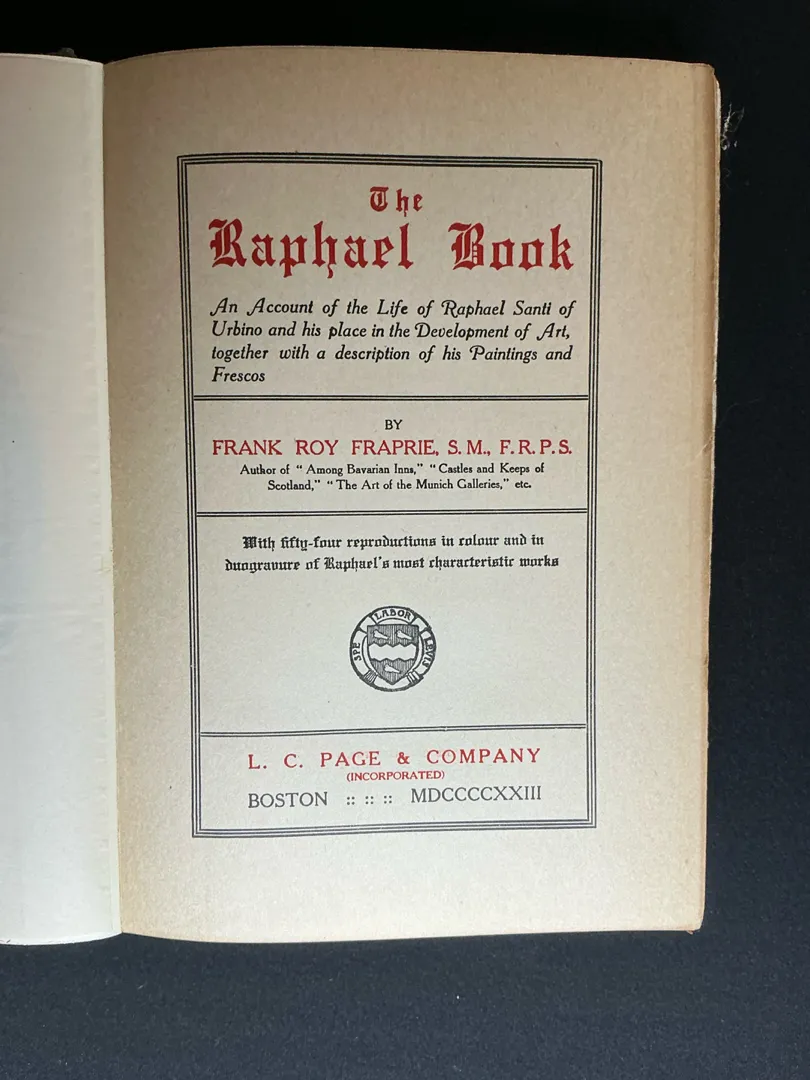 The
Raphael Book
An Account of the Life of Raphael Santi of
Urbino and his place in the Development of Art,
together with a description of his Paintings and
Frescos
BY
FRANK ROY FRAPRIE, S. M., F. R. P. S.
Author of "Among Bavarian Inns," "Castles and Keeps of
Scotland," "The Art of the Munich Galleries," etc.
With fifty-four reproductions in colour and in
duogravure of Raphael's most characteristic works
SPE LABOR LEVIS
L. C. PAGE & COMPANY
(INCORPORATED)
BOSTON :: :: :: MDCCCCXXIII